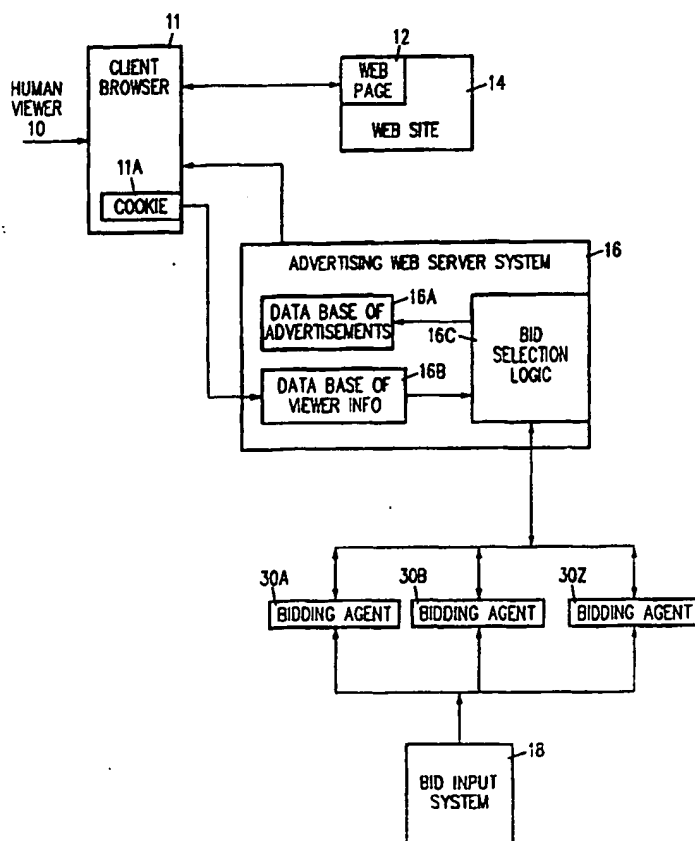 11
CLIENT
BROWSER
HUMAN
VIEWER
10
11A
COOKIE
12
WEB
PAGE
14
WEB SITE
ADVERTISING WEB SERVER SYSTEM
16
16A
DATA BASE OF
ADVERTISEMENTS
16C
BID
SELECTION
LOGIC
16B
DATA BASE OF
VIEWER INFO
30A
BIDDING AGENT
30B
BIDDING AGENT
30Z
BIDDING AGENT
18
BID INPUT
SYSTEM